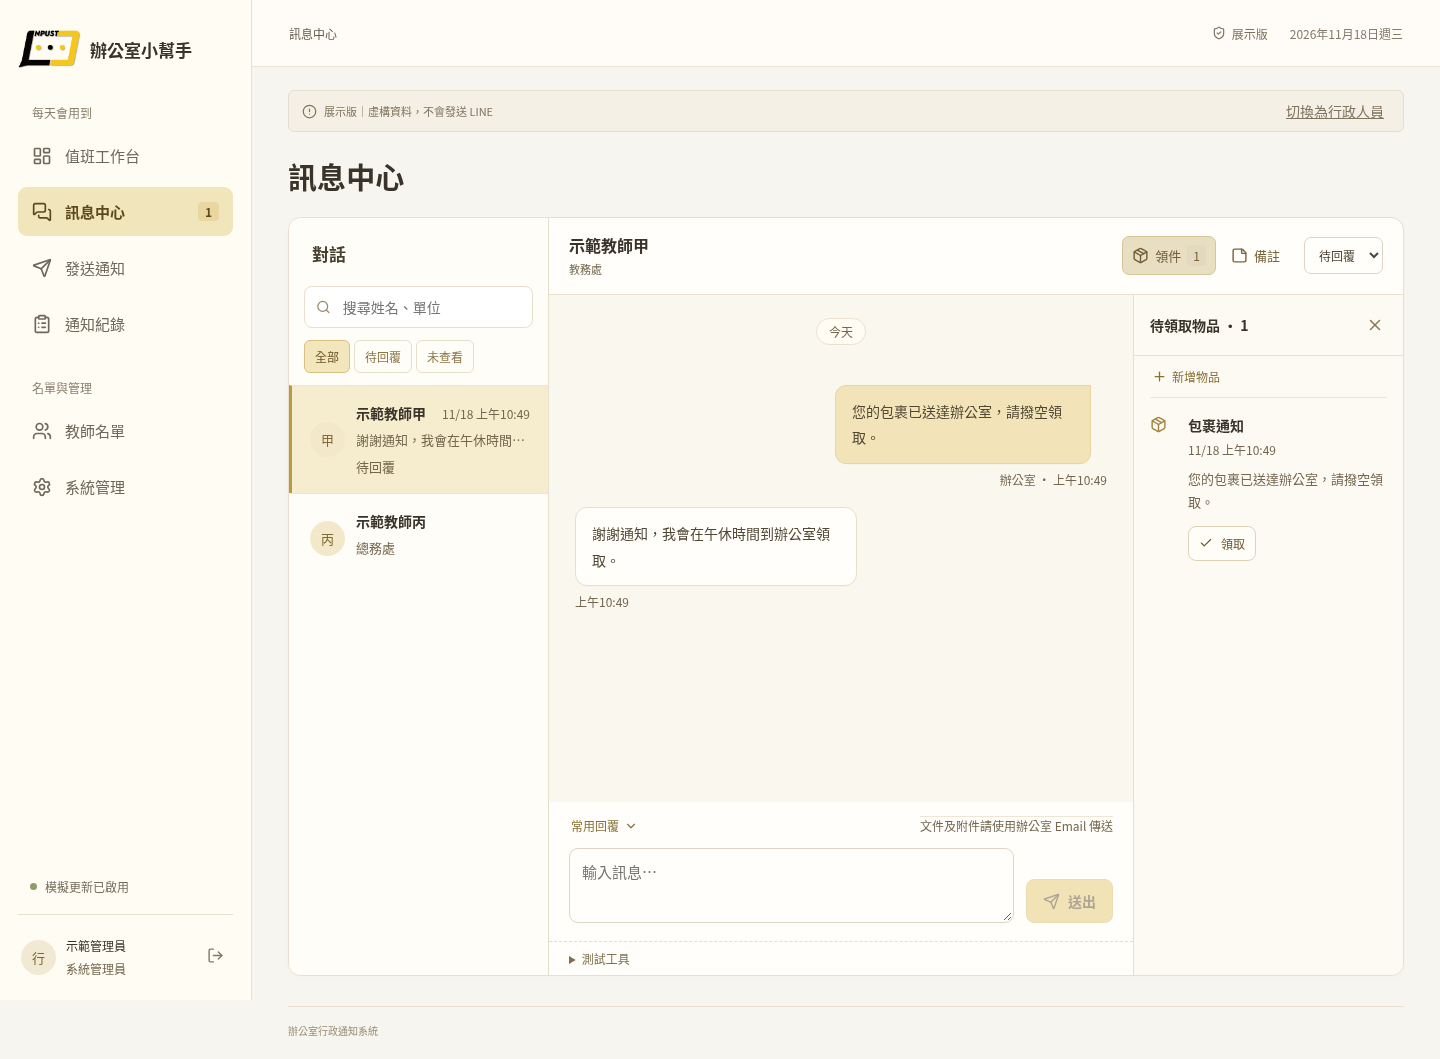 NPUST
辦公室小幫手
每天會用到
值班工作台
訊息中心 1
發送通知
通知紀錄
名單與管理
教師名單
系統管理
模擬更新已啟用
行
示範管理員
系統管理員
訊息中心
展示版
2026年11月18日週三
展示版｜虛構資料，不會發送 LINE
切換為行政人員
訊息中心
對話
搜尋姓名、單位
全部 待回覆 未查看
甲
示範教師甲 11/18 上午10:49
謝謝通知，我會在午休時間…
待回覆
丙
示範教師丙
總務處
示範教師甲
教務處
領件 1
備註
待回覆
今天
您的包裹已送達辦公室，請撥空領
取。
辦公室 · 上午10:49
謝謝通知，我會在午休時間到辦公室領
取。
上午10:49
常用回覆
文件及附件請使用辦公室 Email 傳送
輸入訊息…
送出
測試工具
待領取物品 · 1
新增物品
包裹通知
11/18 上午10:49
您的包裹已送達辦公室，請撥空領
取。
領取
辦公室行政通知系統